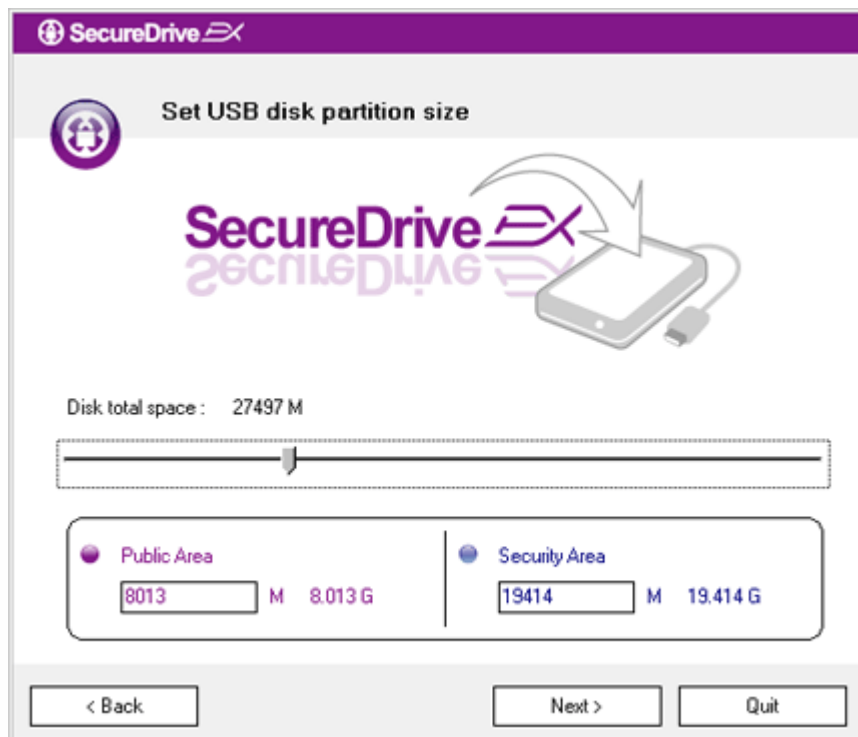 SecureDrive EX
Set USB disk partition size
SecureDrive EX
Disk total space : 27497 M
Public Area
8013 M 8.013 G
Security Area
19414 M 19.414 G
< Back
Next >
Quit